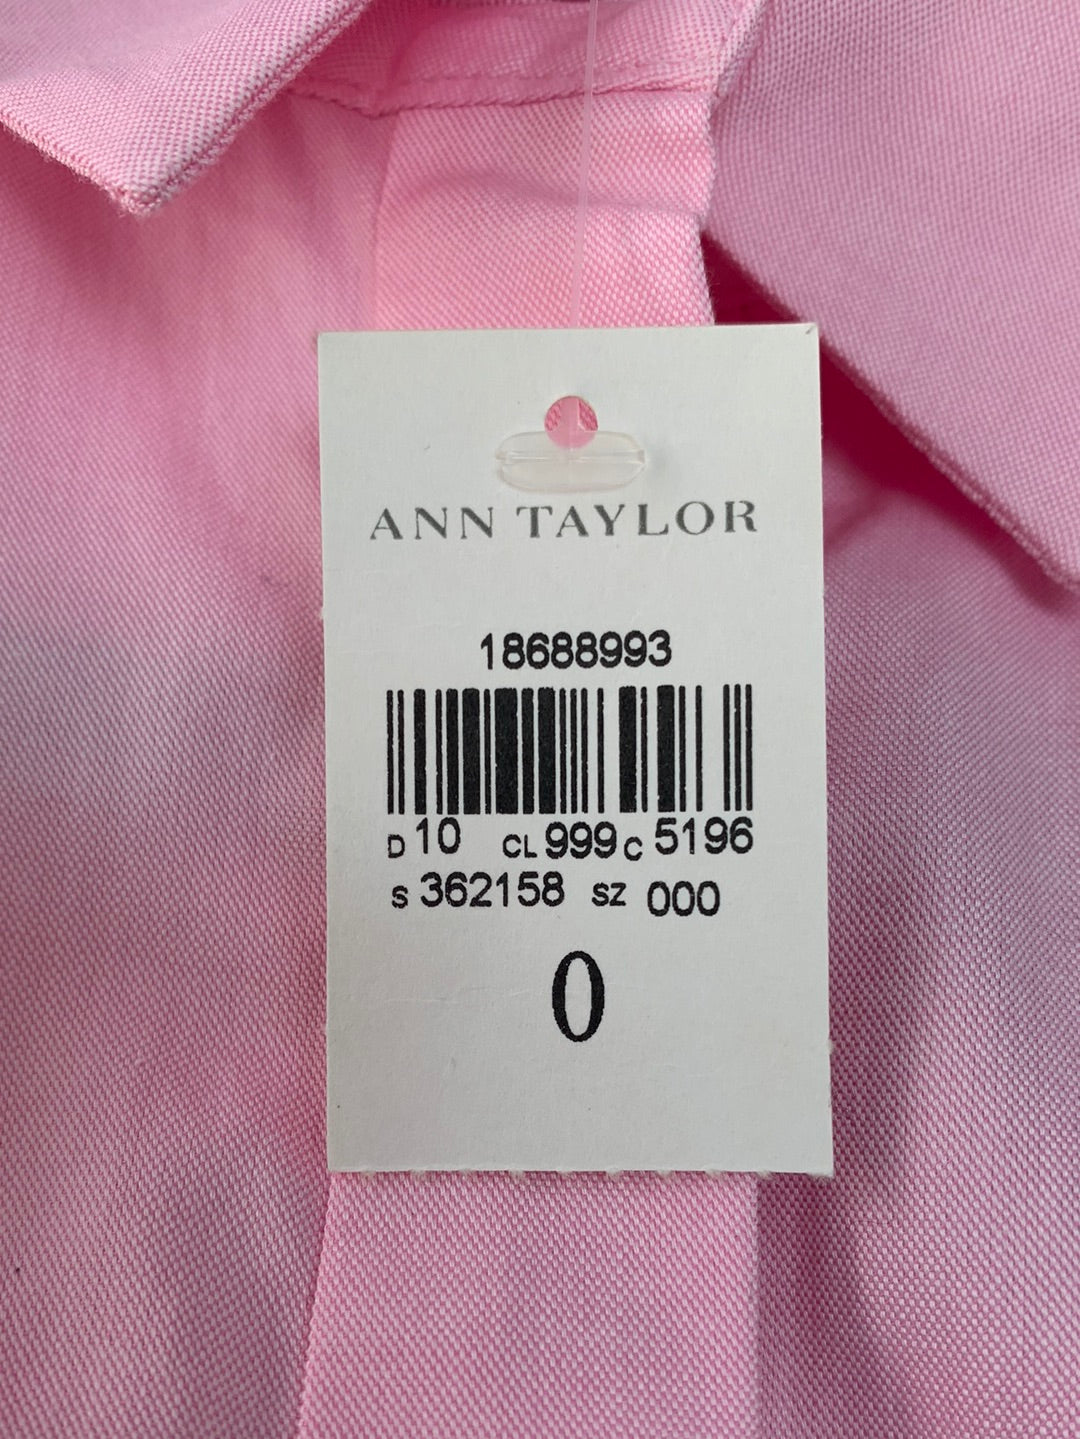 ANN TAYLOR
18688993
D 10 CL 999 C 5196
S 362158 SZ 000
0